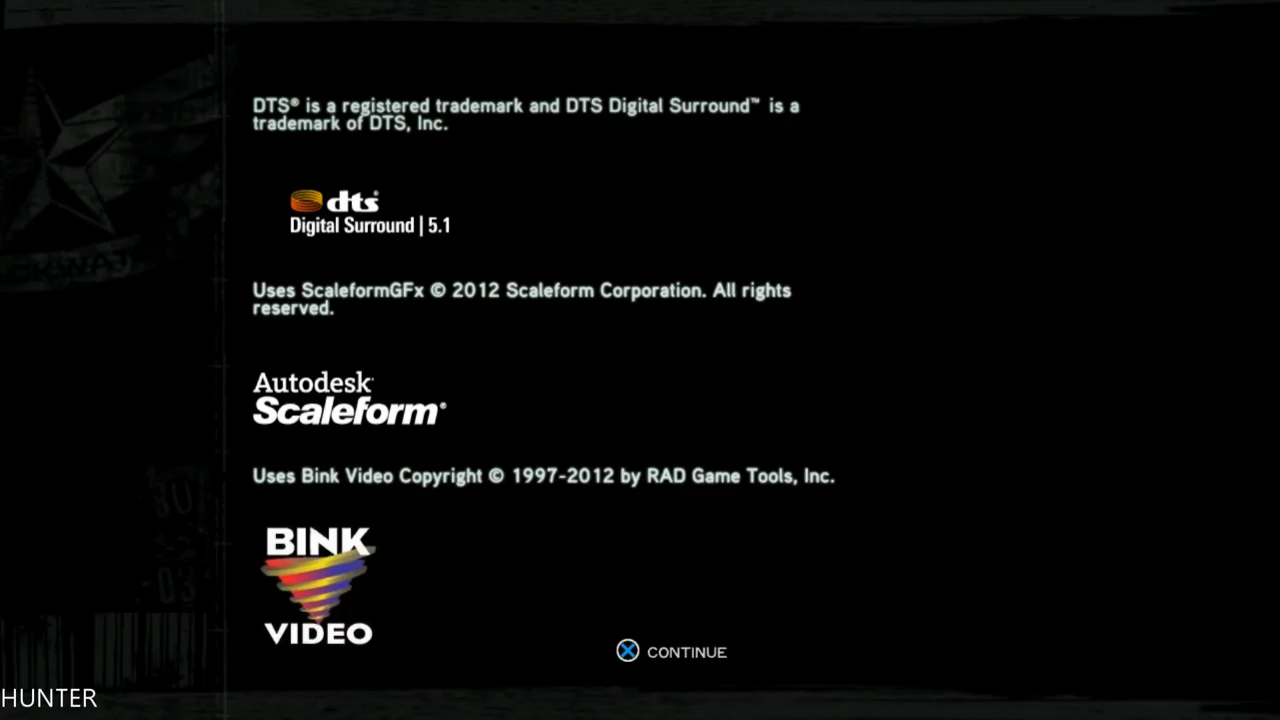 DTS® is a registered trademark and DTS Digital Surround™ is a
trademark of DTS, Inc.
dts®
Digital Surround | 5.1
Uses ScaleformGFx © 2012 Scaleform Corporation. All rights
reserved.
Autodesk®
Scaleform®
Uses Bink Video Copyright © 1997-2012 by RAD Game Tools, Inc.
BINK
VIDEO
CONTINUE
HUNTER